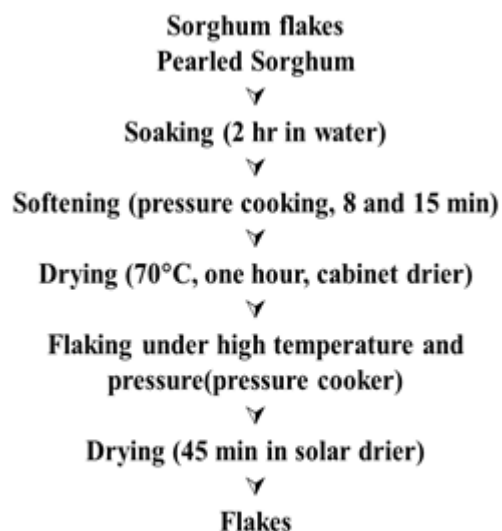 Sorghum flakes
Pearled Sorghum
Soaking (2 hr in water)
Softening (pressure cooking, 8 and 15 min)
Drying (70°C, one hour, cabinet drier)
Flaking under high temperature and
pressure(pressure cooker)
Drying (45 min in solar drier)
Flakes